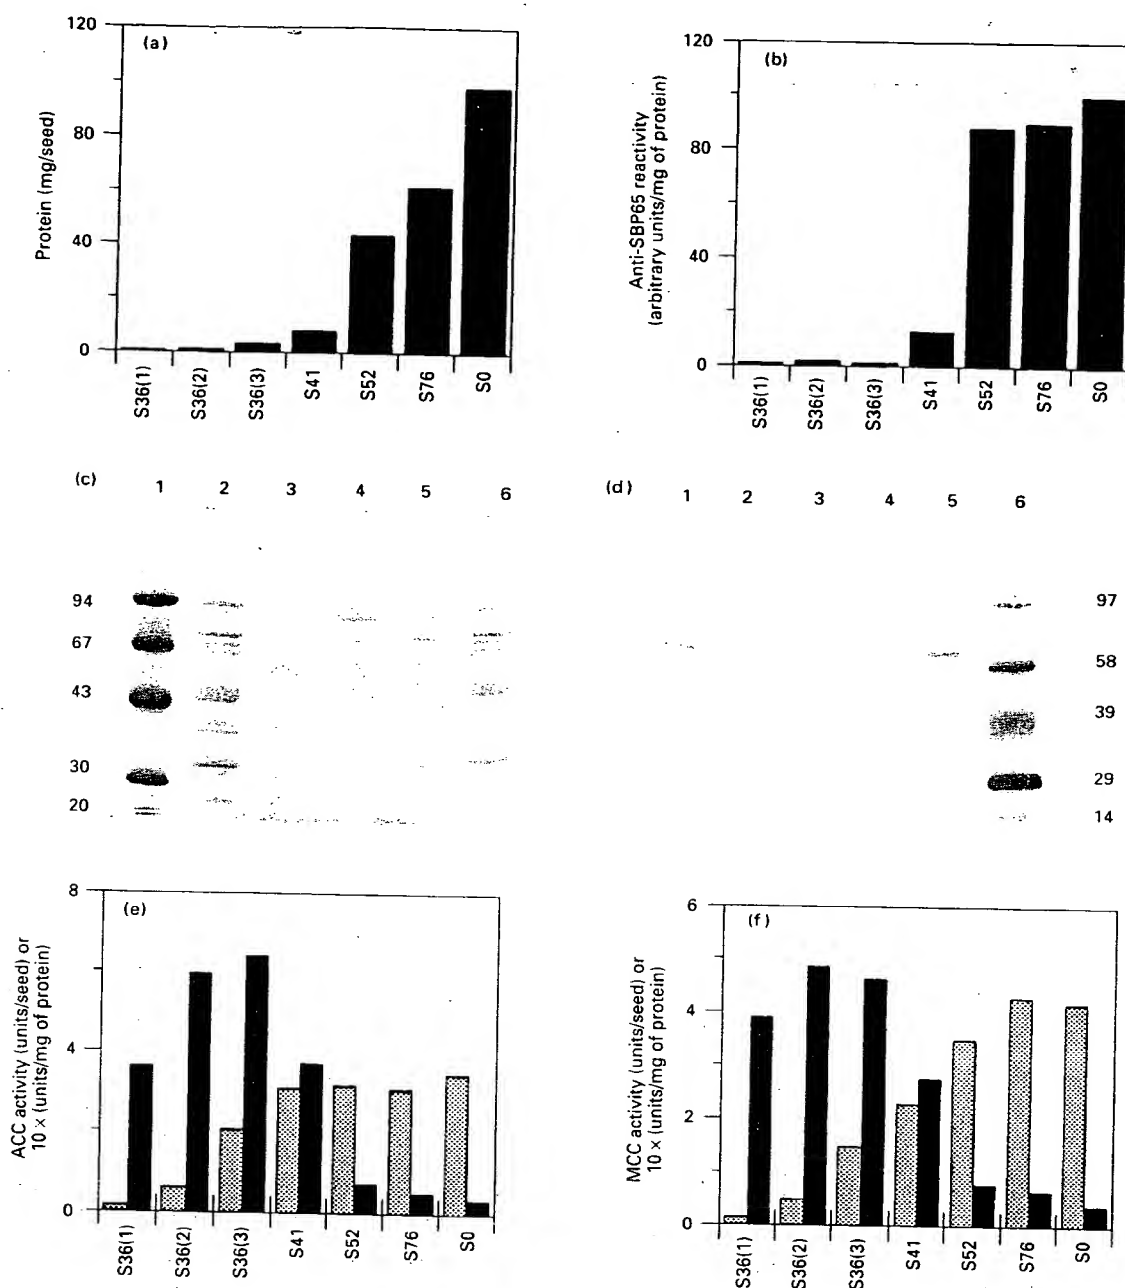 (a)
120
80
40
0
Protein (mg/seed)
S36(1)
S36(2)
S36(3)
S41
S52
S76
S0
(b)
120
80
40
0
Anti-SBP65 reactivity
(arbitrary units/mg of protein)
S36(1)
S36(2)
S36(3)
S41
S52
S76
S0
(c)
1 2 3 4 5 6
94
67
43
30
20
(d)
1 2 3 4 5 6
97
58
39
29
14
(e)
8
4
0
ACC activity (units/seed) or
10 × (units/mg of protein)
S36(1)
S36(2)
S36(3)
S41
S52
S76
S0
(f)
6
4
2
0
MCC activity (units/seed) or
10 × (units/mg of protein)
S36(1)
S36(2)
S36(3)
S41
S52
S76
S0